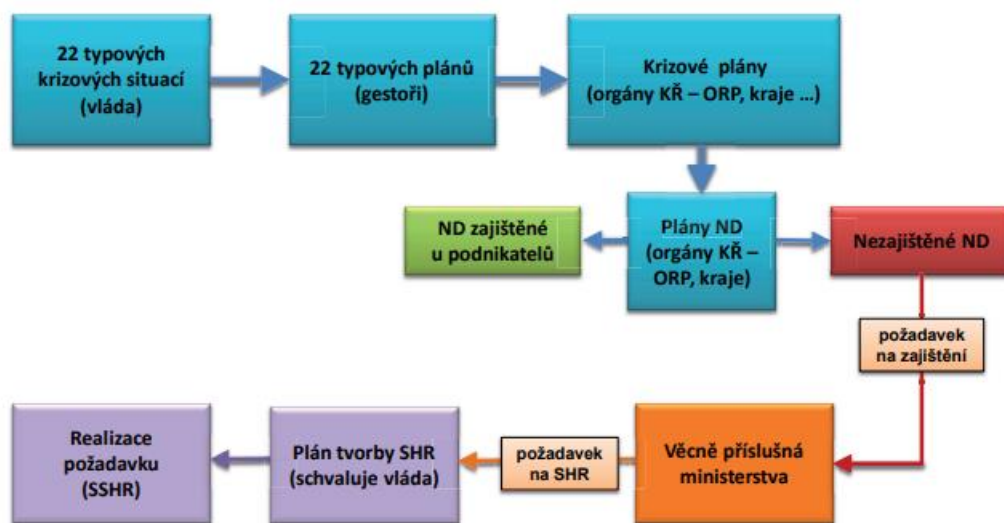 22 typových
krizových situací
(vláda)
22 typových plánů
(gestoři)
Krizové plány
(orgány KŘ – ORP, kraje ...)
ND zajištěné
u podnikatelů
Plány ND
(orgány KŘ –
ORP, kraje)
Nezajištěné ND
požadavek
na zajištění
Realizace
požadavku
(SSHR)
Plán tvorby SHR
(schvaluje vláda)
požadavek
na SHR
Věcně příslušná
ministerstva